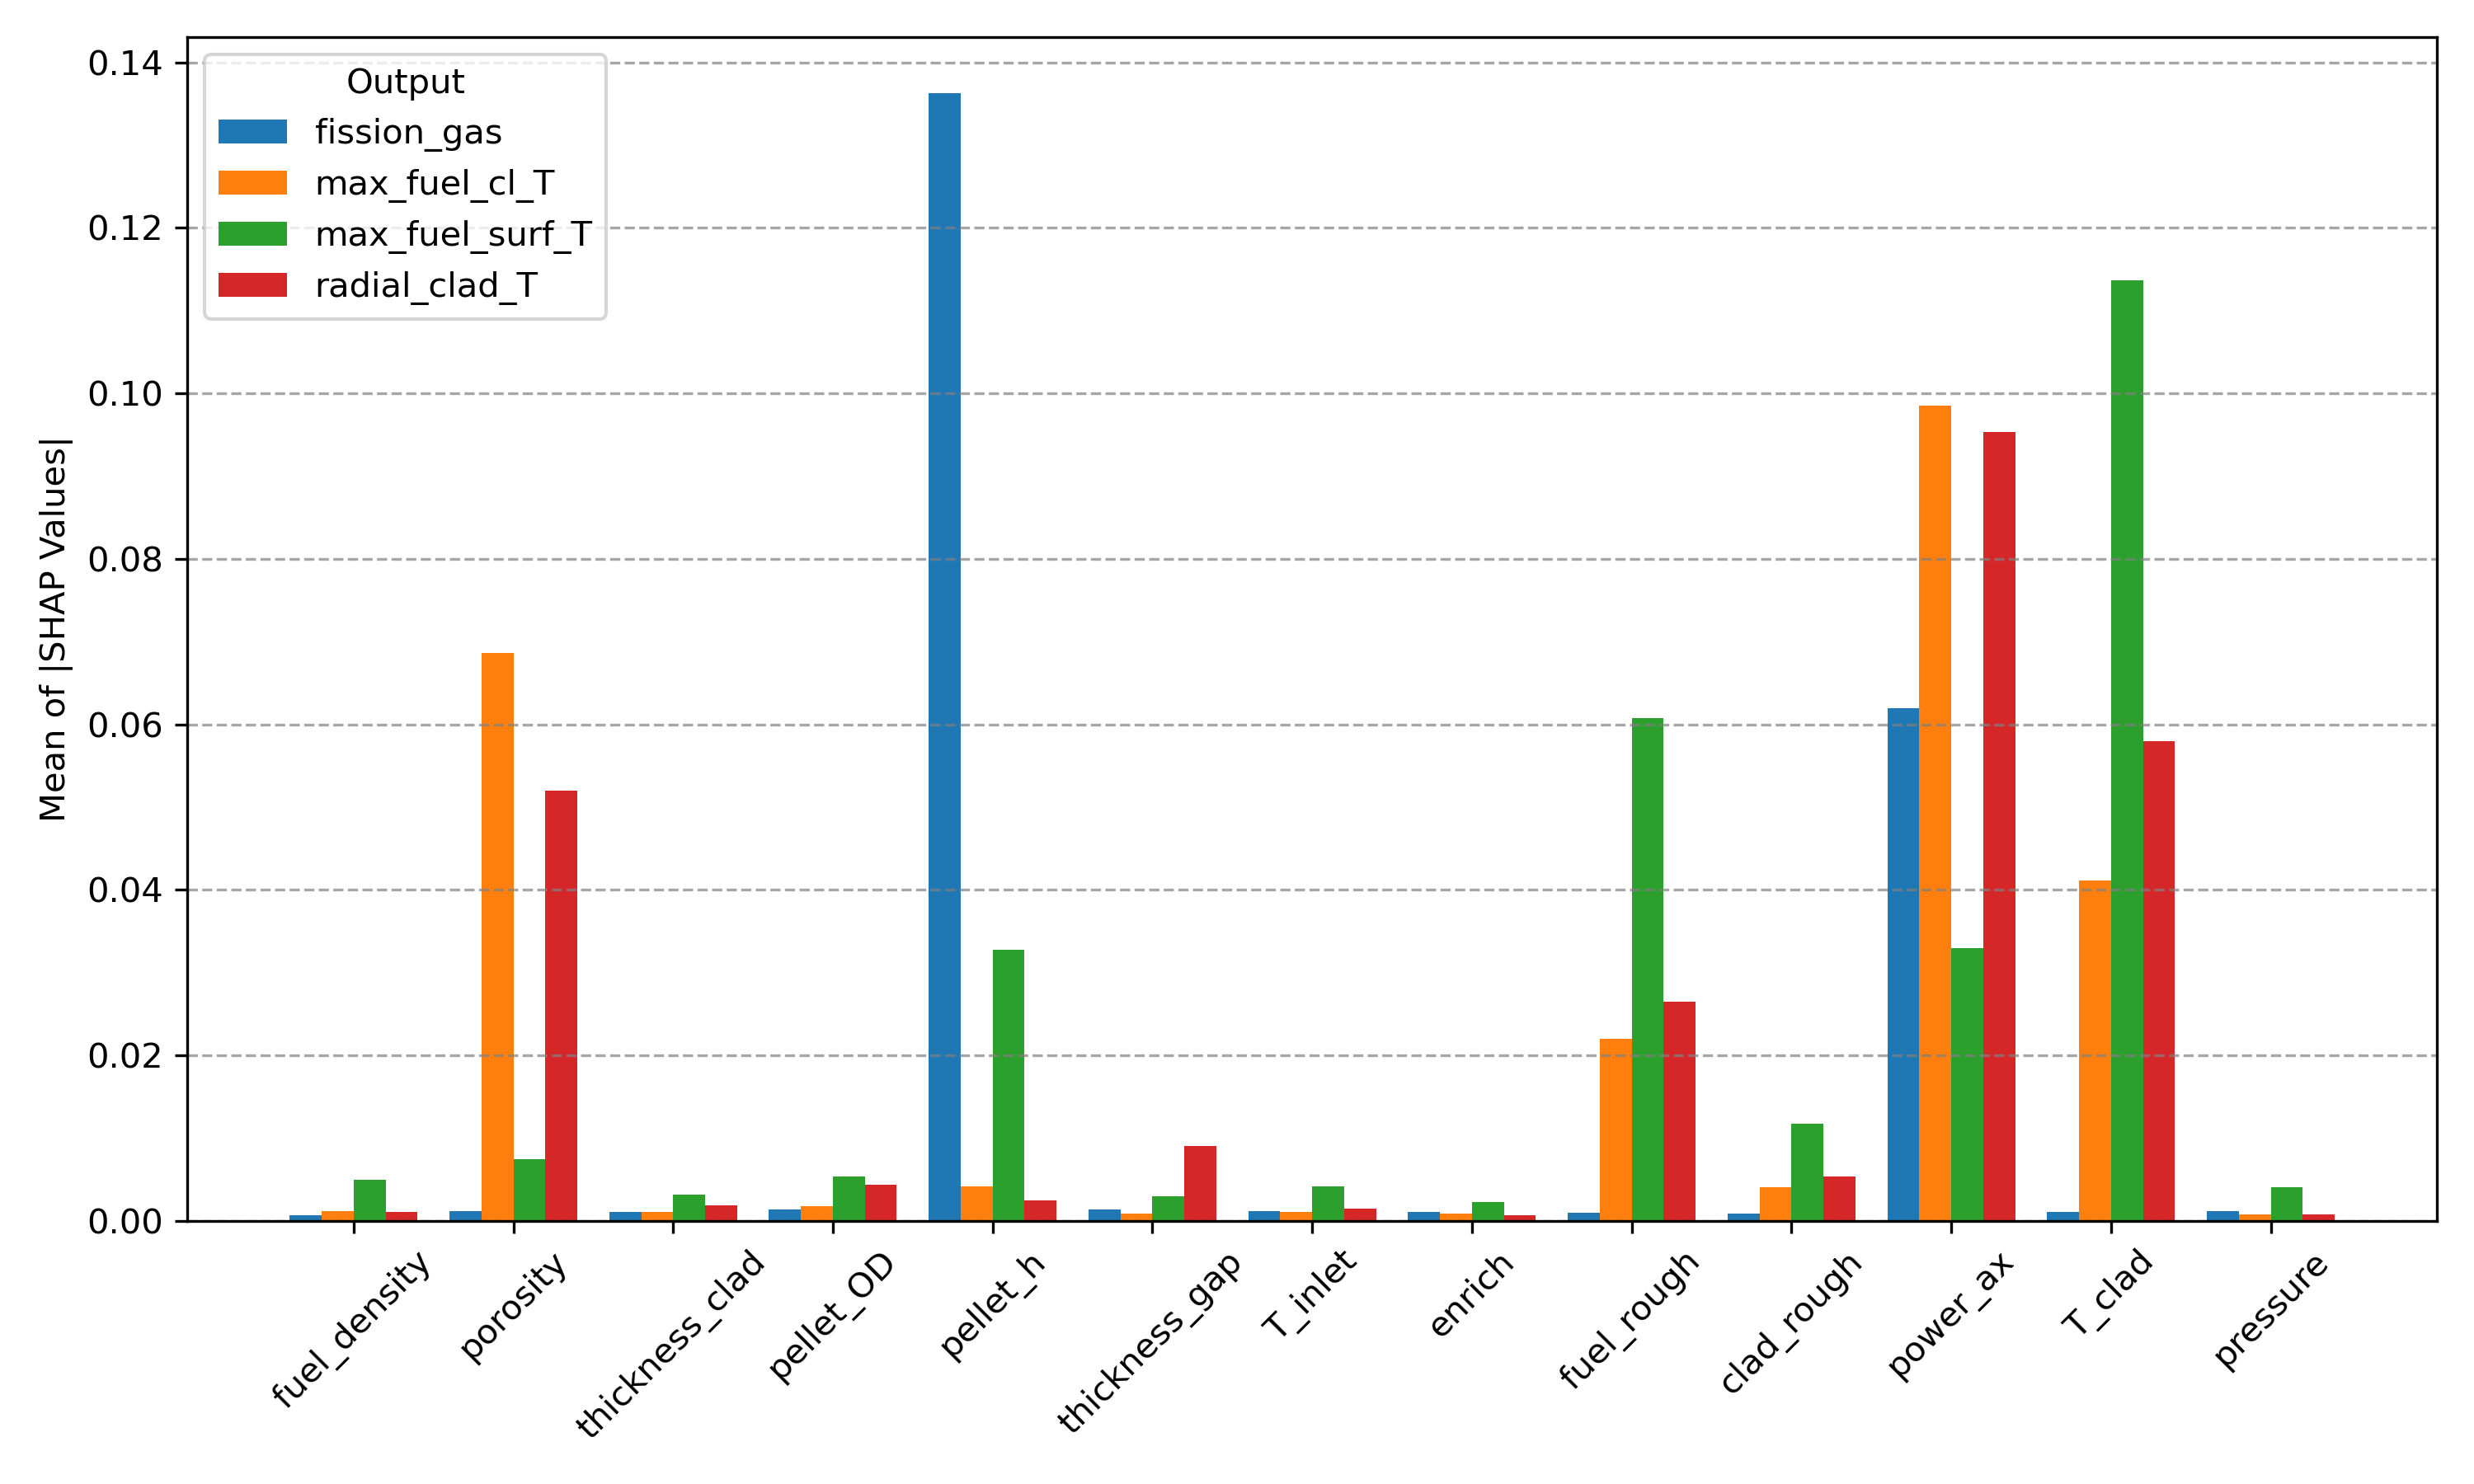 Output
fission_gas
max_fuel_cl_T
max_fuel_surf_T
radial_clad_T
Mean of |SHAP Values|
0.14
0.12
0.10
0.08
0.06
0.04
0.02
0.00
fuel_density
porosity
thickness_clad
pellet_OD
pellet_h
thickness_gap
T_inlet
enrich
fuel_rough
clad_rough
power_ax
T_clad
pressure